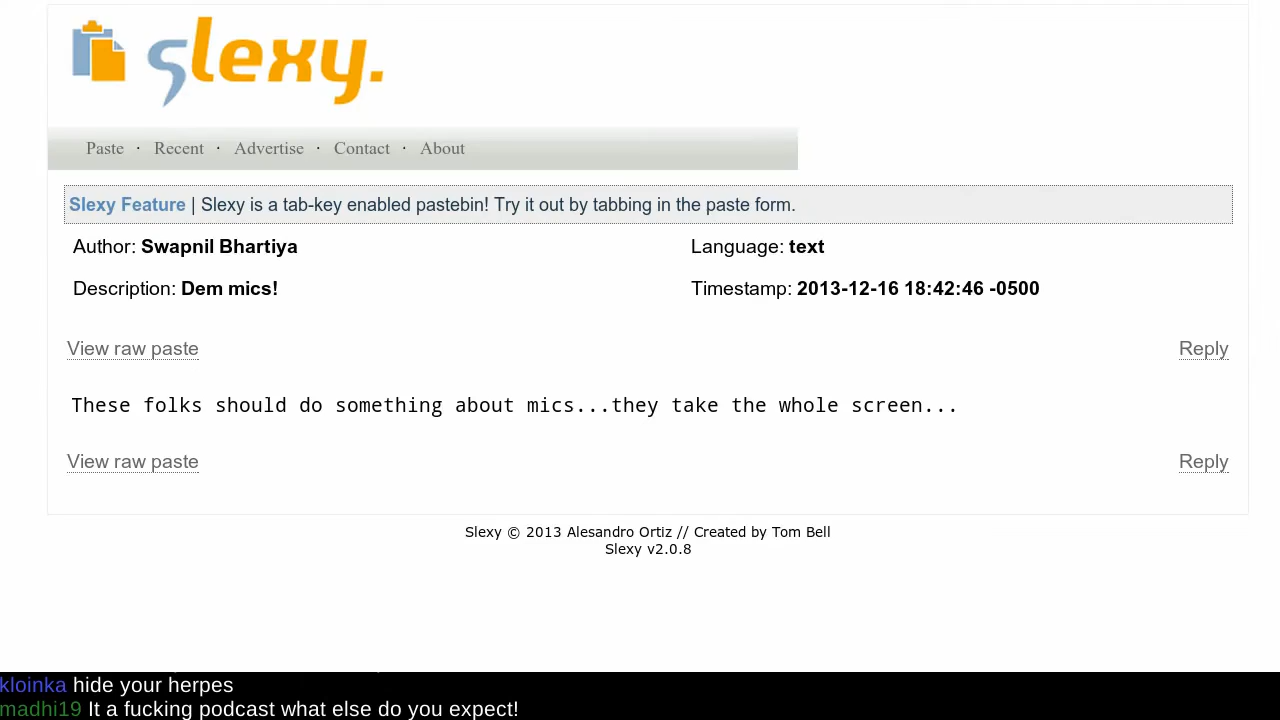 slexy.
Paste · Recent · Advertise · Contact · About
Slexy Feature | Slexy is a tab-key enabled pastebin! Try it out by tabbing in the paste form.
Author: Swapnil Bhartiya Language: text
Description: Dem mics! Timestamp: 2013-12-16 18:42:46 -0500
View raw paste Reply
These folks should do something about mics...they take the whole screen...
View raw paste Reply
Slexy © 2013 Alesandro Ortiz // Created by Tom Bell
Slexy v2.0.8
kloinka hide your herpes
madhi19 It a fucking podcast what else do you expect!